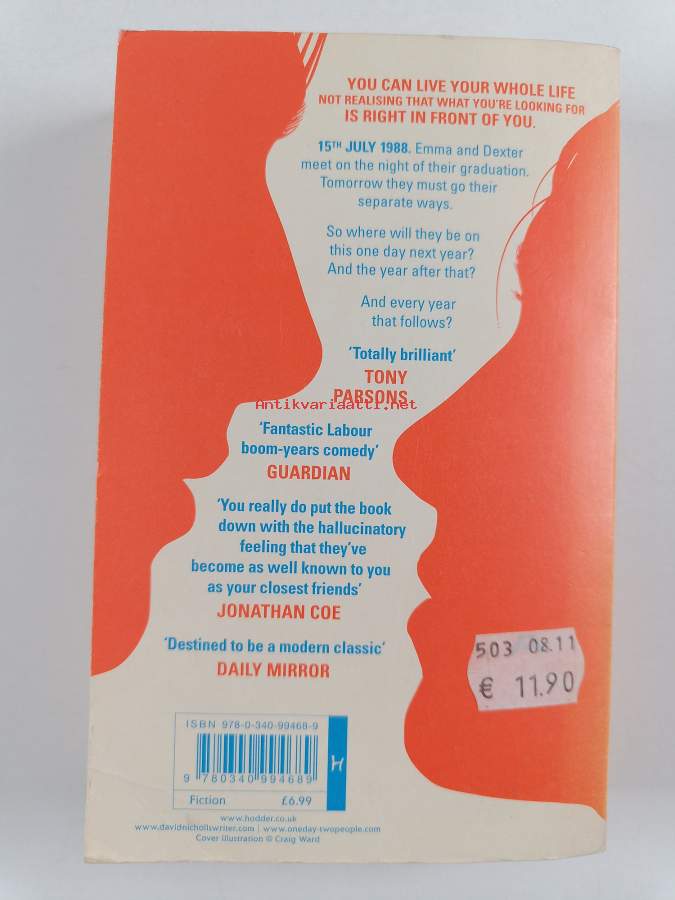 YOU CAN LIVE YOUR WHOLE LIFE
NOT REALISING THAT WHAT YOU'RE LOOKING FOR
IS RIGHT IN FRONT OF YOU.
15TH JULY 1988. Emma and Dexter
meet on the night of their graduation.
Tomorrow they must go their
separate ways.
So where will they be on
this one day next year?
And the year after that?
And every year
that follows?
'Totally brilliant'
TONY
PARSONS
Antikvariaatti.net
'Fantastic Labour
boom-years comedy'
GUARDIAN
'You really do put the book
down with the hallucinatory
feeling that they've
become as well known to you
as your closest friends'
JONATHAN COE
'Destined to be a modern classic'
DAILY MIRROR
503 08.11
€ 11.90
ISBN 978-0-340-99468-9
9 780340 994689
H
Fiction £6.99
www.hodder.co.uk
www.davidnichollswriter.com | www.oneday-twopeople.com
Cover illustration © Craig Ward